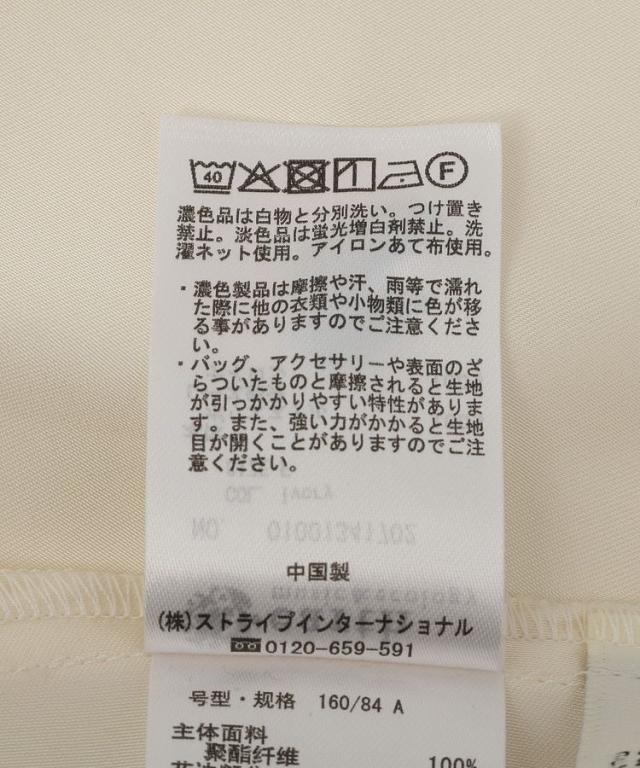 40 F
濃色品は白物と分別洗い。つけ置き
禁止。淡色品は蛍光増白剤禁止。洗
濯ネット使用。アイロンあて布使用。
・濃色製品は摩擦や汗、雨等で濡れ
た際に他の衣類や小物類に色が移
る事がありますのでご注意くださ
い。
・バッグ、アクセサリーや表面のざ
らついたものと摩擦されると生地
が引っかかりやすい特性がありま
す。また、強い力がかかると生地
目が開くことがありますのでご注
意ください。
COL. ivory
NO. 01001341702
中国製
music&ecology
(株)ストライプインターナショナル
0120-659-591
号型・规格 160/84 A
主体面料
聚酯纤维 100%